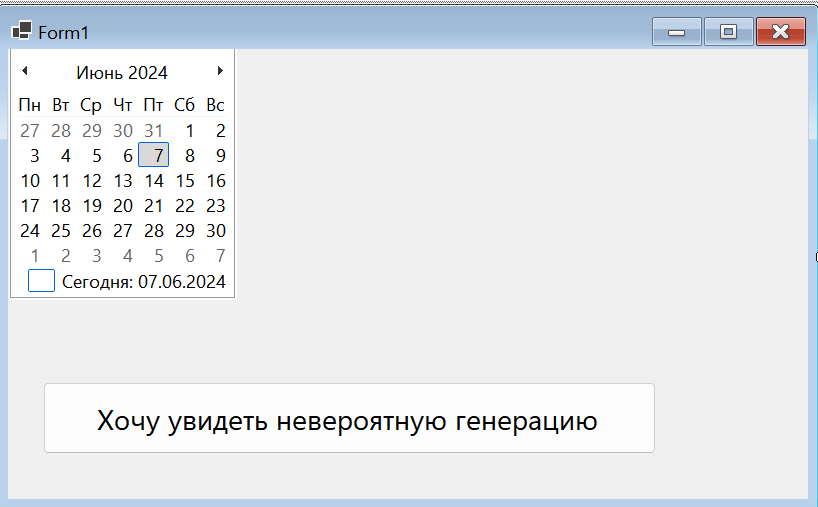 Form1
Июнь 2024
Пн Вт Ср Чт Пт Сб Вс
27 28 29 30 31 1 2
3 4 5 6 7 8 9
10 11 12 13 14 15 16
17 18 19 20 21 22 23
24 25 26 27 28 29 30
1 2 3 4 5 6 7
Сегодня: 07.06.2024
Хочу увидеть невероятную генерацию